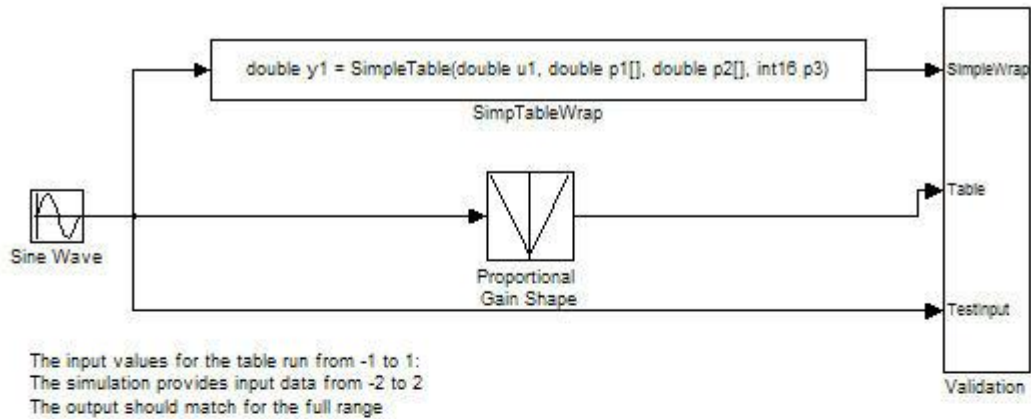 double y1 = SimpleTable(double u1, double p1[], double p2[], int16 p3)
SimpleWrap
SimpTableWrap
Table
Sine Wave
Proportional
Gain Shape
TestInput
The input values for the table run from -1 to 1:
The simulation provides input data from -2 to 2
The output should match for the full range
Validation